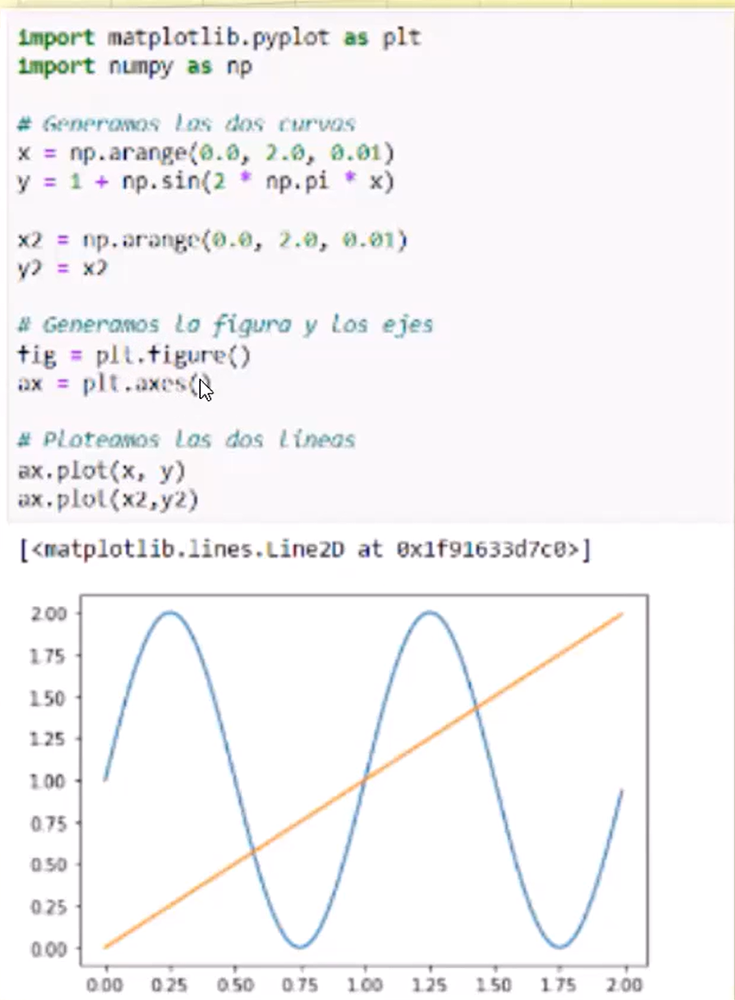 import matplotlib.pyplot as plt
import numpy as np
# Generamos las dos curvas
x = np.arange(0.0, 2.0, 0.01)
y = 1 + np.sin(2 * np.pi * x)
x2 = np.arange(0.0, 2.0, 0.01)
y2 = x2
# Generamos la figura y los ejes
fig = plt.figure()
ax = plt.axes()
# Ploteamos las dos líneas
ax.plot(x, y)
ax.plot(x2,y2)
[<matplotlib.lines.Line2D at 0x1f91633d7c0>]
2.00
1.75
1.50
1.25
1.00
0.75
0.50
0.25
0.00
0.00 0.25 0.50 0.75 1.00 1.25 1.50 1.75 2.00